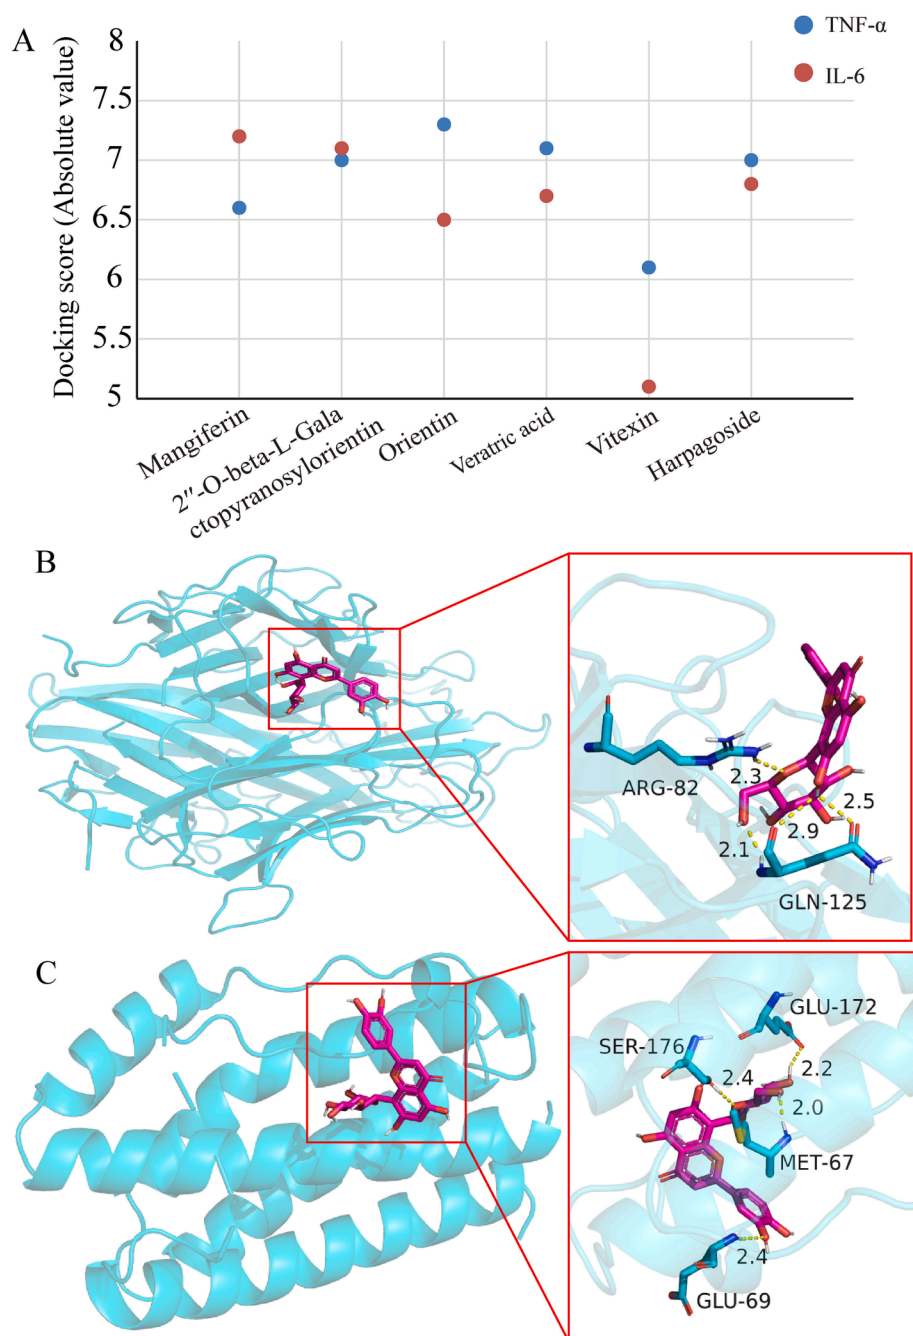 A
TNF-α
IL-6
Docking score (Absolute value)
8
7.5
7
6.5
6
5.5
5
Mangiferin
2″-O-beta-L-Gala
ctopyranosylorientin
Orientin
Veratric acid
Vitexin
Harpagoside
B
ARG-82
2.3
2.5
2.9
2.1
GLN-125
C
GLU-172
SER-176
2.4
2.2
2.0
MET-67
2.4
GLU-69